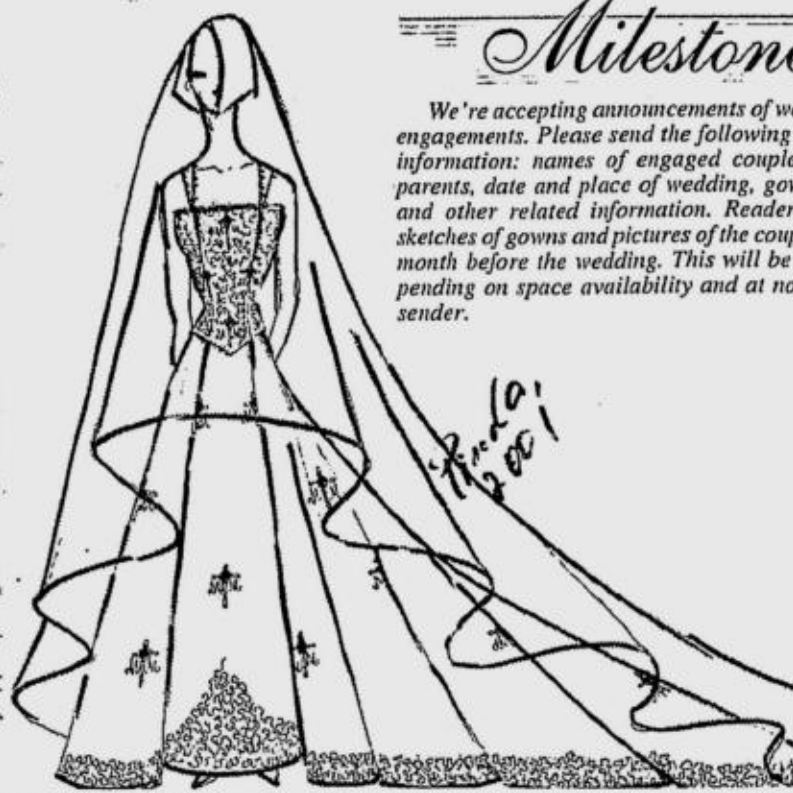 Milestone
We're accepting announcements of we
engagements. Please send the following
information: names of engaged couple
parents, date and place of wedding, gow
and other related information. Reader
sketches of gowns and pictures of the coup
month before the wedding. This will be
pending on space availability and at no
sender.
2001